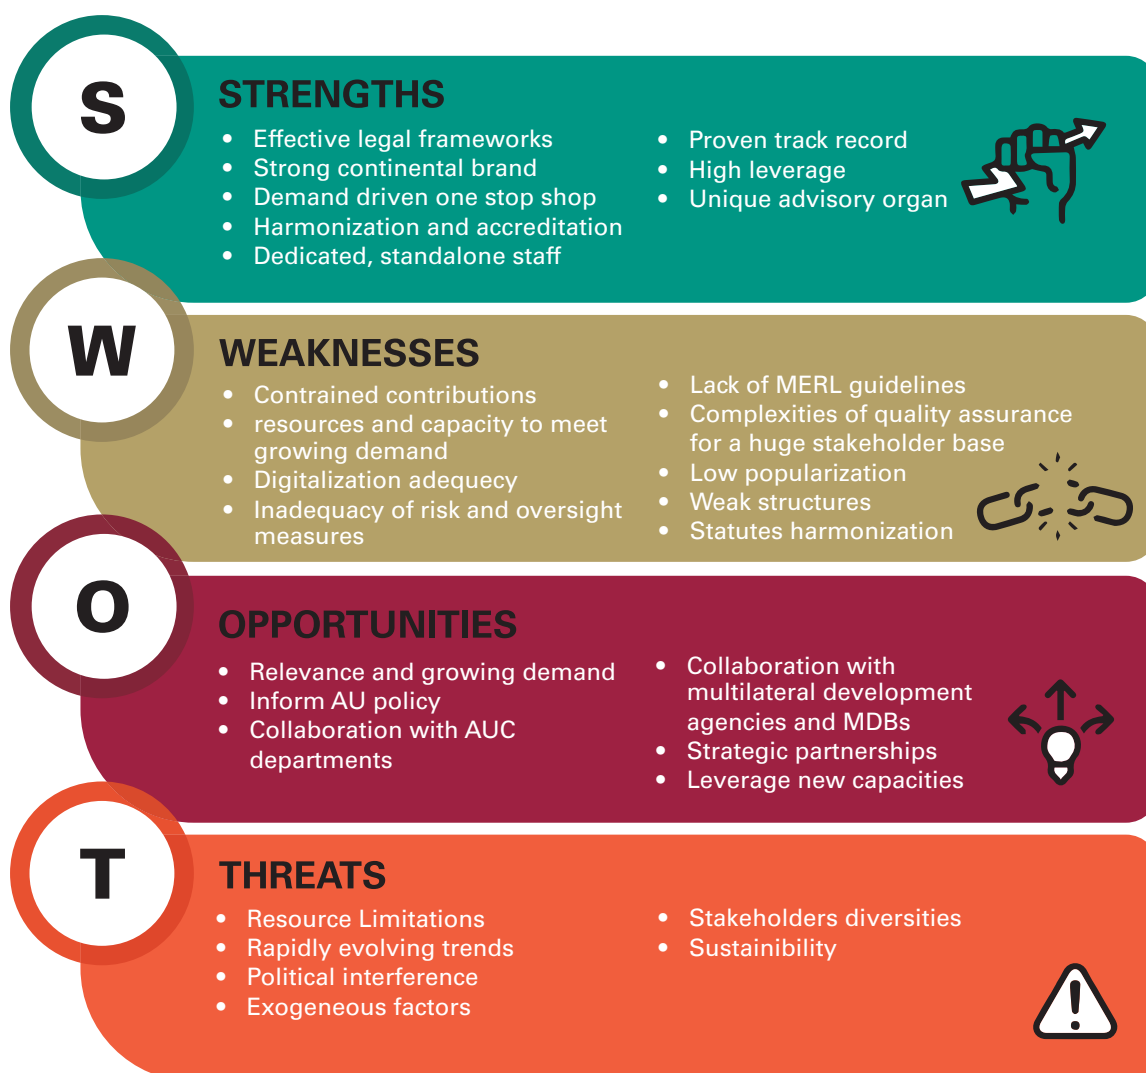 S
STRENGTHS
• Effective legal frameworks
• Strong continental brand
• Demand driven one stop shop
• Harmonization and accreditation
• Dedicated, standalone staff
• Proven track record
• High leverage
• Unique advisory organ
W
WEAKNESSES
• Contrained contributions
• resources and capacity to meet
growing demand
• Digitalization adequecy
• Inadequacy of risk and oversight
measures
• Lack of MERL guidelines
• Complexities of quality assurance
for a huge stakeholder base
• Low popularization
• Weak structures
• Statutes harmonization
O
OPPORTUNITIES
• Relevance and growing demand
• Inform AU policy
• Collaboration with AUC
departments
• Collaboration with
multilateral development
agencies and MDBs
• Strategic partnerships
• Leverage new capacities
T
THREATS
• Resource Limitations
• Rapidly evolving trends
• Political interference
• Exogeneous factors
• Stakeholders diversities
• Sustainibility